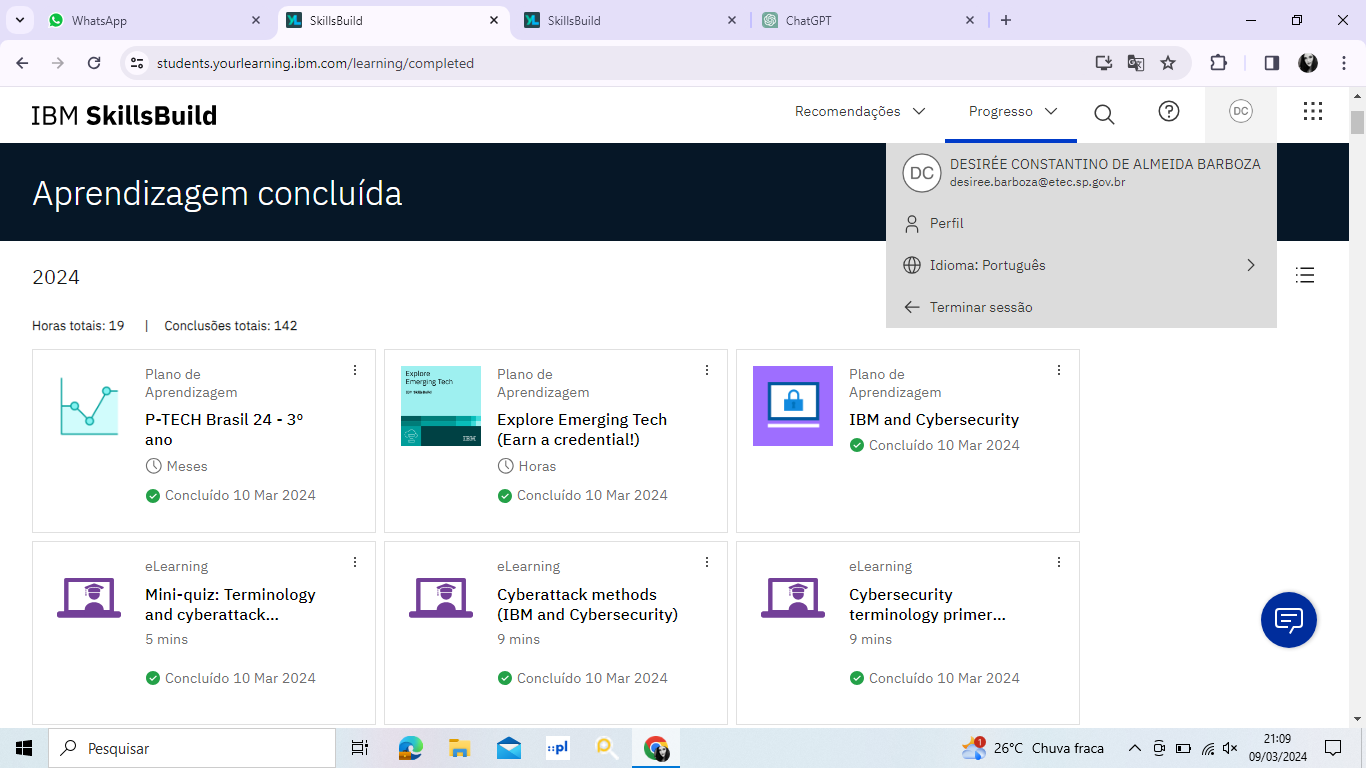 WhatsApp
SkillsBuild
SkillsBuild
ChatGPT
students.yourlearning.ibm.com/learning/completed
IBM SkillsBuild
Recomendações
Progresso
DC
DC
DESIRÉE CONSTANTINO DE ALMEIDA BARBOZA
desiree.barboza@etec.sp.gov.br
Perfil
Idioma: Português
Terminar sessão
Aprendizagem concluída
2024
Horas totais: 19 | Conclusões totais: 142
Plano de
Aprendizagem
P-TECH Brasil 24 - 3º
ano
Meses
Concluído 10 Mar 2024
Explore
Emerging Tech
IBM SkillsBuild
IBM
Plano de
Aprendizagem
Explore Emerging Tech
(Earn a credential!)
Horas
Concluído 10 Mar 2024
Plano de
Aprendizagem
IBM and Cybersecurity
Concluído 10 Mar 2024
eLearning
Mini-quiz: Terminology
and cyberattack...
5 mins
Concluído 10 Mar 2024
eLearning
Cyberattack methods
(IBM and Cybersecurity)
9 mins
Concluído 10 Mar 2024
eLearning
Cybersecurity
terminology primer...
9 mins
Concluído 10 Mar 2024
Pesquisar
::pl
1
26°C Chuva fraca
21:09
09/03/2024